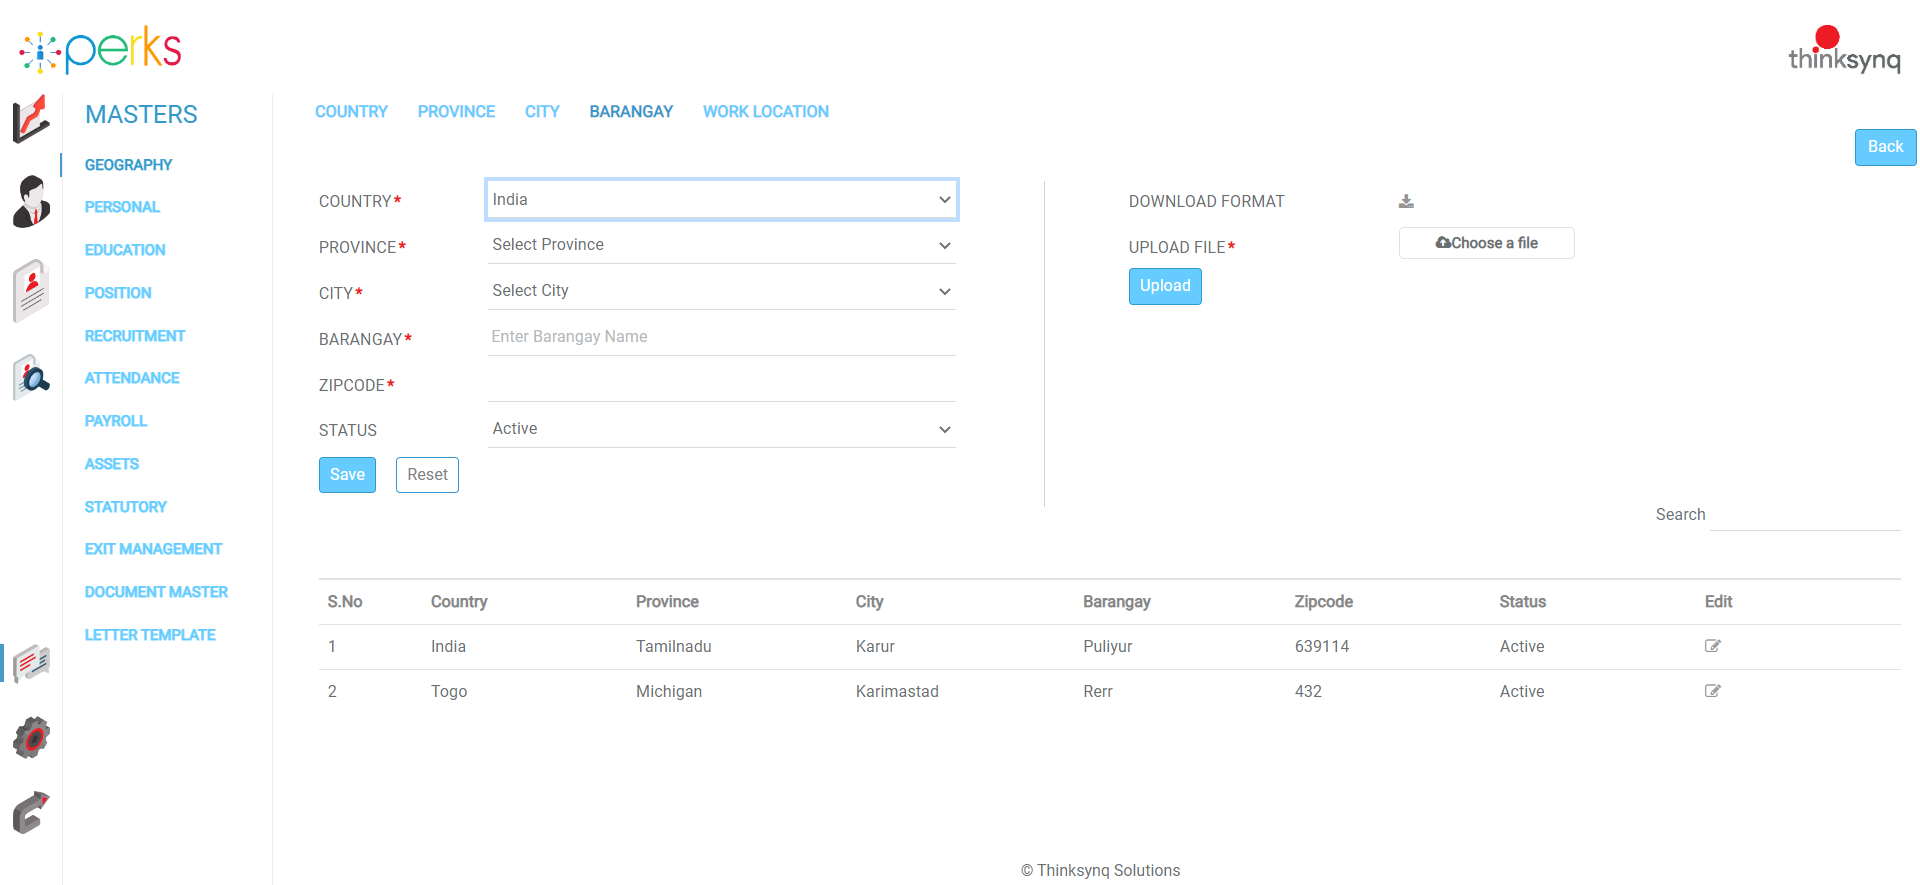 perks
thinksynq
MASTERS
GEOGRAPHY
PERSONAL
EDUCATION
POSITION
RECRUITMENT
ATTENDANCE
PAYROLL
ASSETS
STATUTORY
EXIT MANAGEMENT
DOCUMENT MASTER
LETTER TEMPLATE
COUNTRY PROVINCE CITY BARANGAY WORK LOCATION
Back
COUNTRY* India
PROVINCE* Select Province
CITY* Select City
BARANGAY* Enter Barangay Name
ZIPCODE*
STATUS Active
Save Reset
DOWNLOAD FORMAT
UPLOAD FILE* Choose a file
Upload
Search
S.No Country Province City Barangay Zipcode Status Edit
1 India Tamilnadu Karur Puliyur 639114 Active
2 Togo Michigan Karimastad Rerr 432 Active
© Thinksynq Solutions